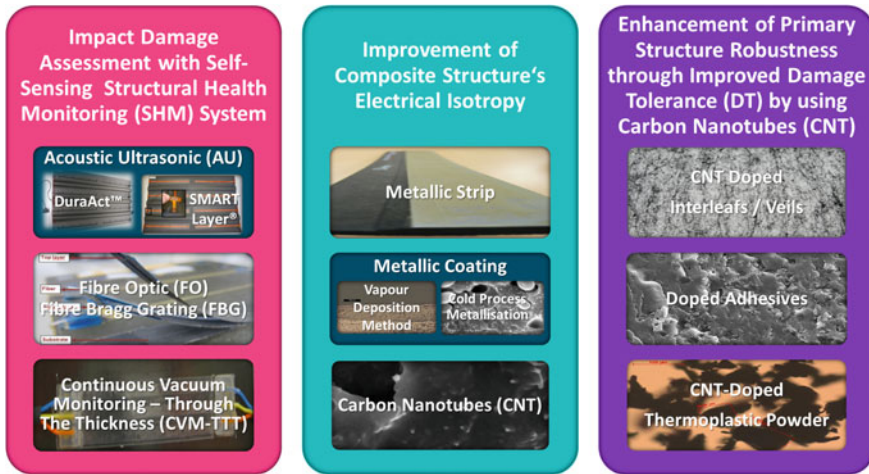 Impact Damage
Assessment with Self-
Sensing Structural Health
Monitoring (SHM) System
Acoustic Ultrasonic (AU)
DuraAct™
SMART
Layer®
Fibre Optic (FO)
Fiber
Fibre Bragg Grating (FBG)
Substrate
Continuous Vacuum
Monitoring – Through
The Thickness (CVM-TTT)
Improvement of
Composite Structure‘s
Electrical Isotropy
Metallic Strip
Metallic Coating
Vapour
Deposition
Method
Cold Process
Metallisation
Carbon Nanotubes (CNT)
Enhancement of Primary
Structure Robustness
through Improved Damage
Tolerance (DT) by using
Carbon Nanotubes (CNT)
CNT Doped
Interleafs / Veils
Doped Adhesives
CNT-Doped
Thermoplastic Powder